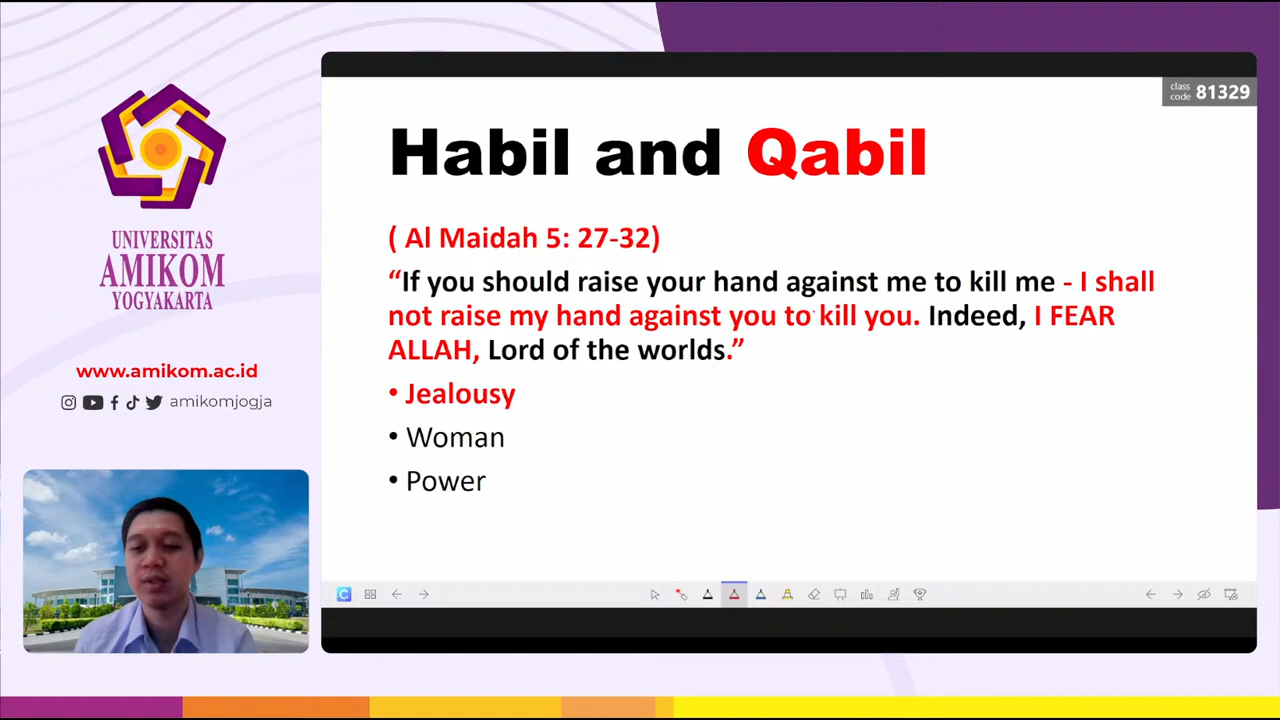 class
code 81329
Habil and Qabil
( Al Maidah 5: 27-32)
“If you should raise your hand against me to kill me - I shall
not raise my hand against you to kill you. Indeed, I FEAR
ALLAH, Lord of the worlds.”
• Jealousy
• Woman
• Power
UNIVERSITAS
AMIKOM
YOGYAKARTA
www.amikom.ac.id
amikomjogja